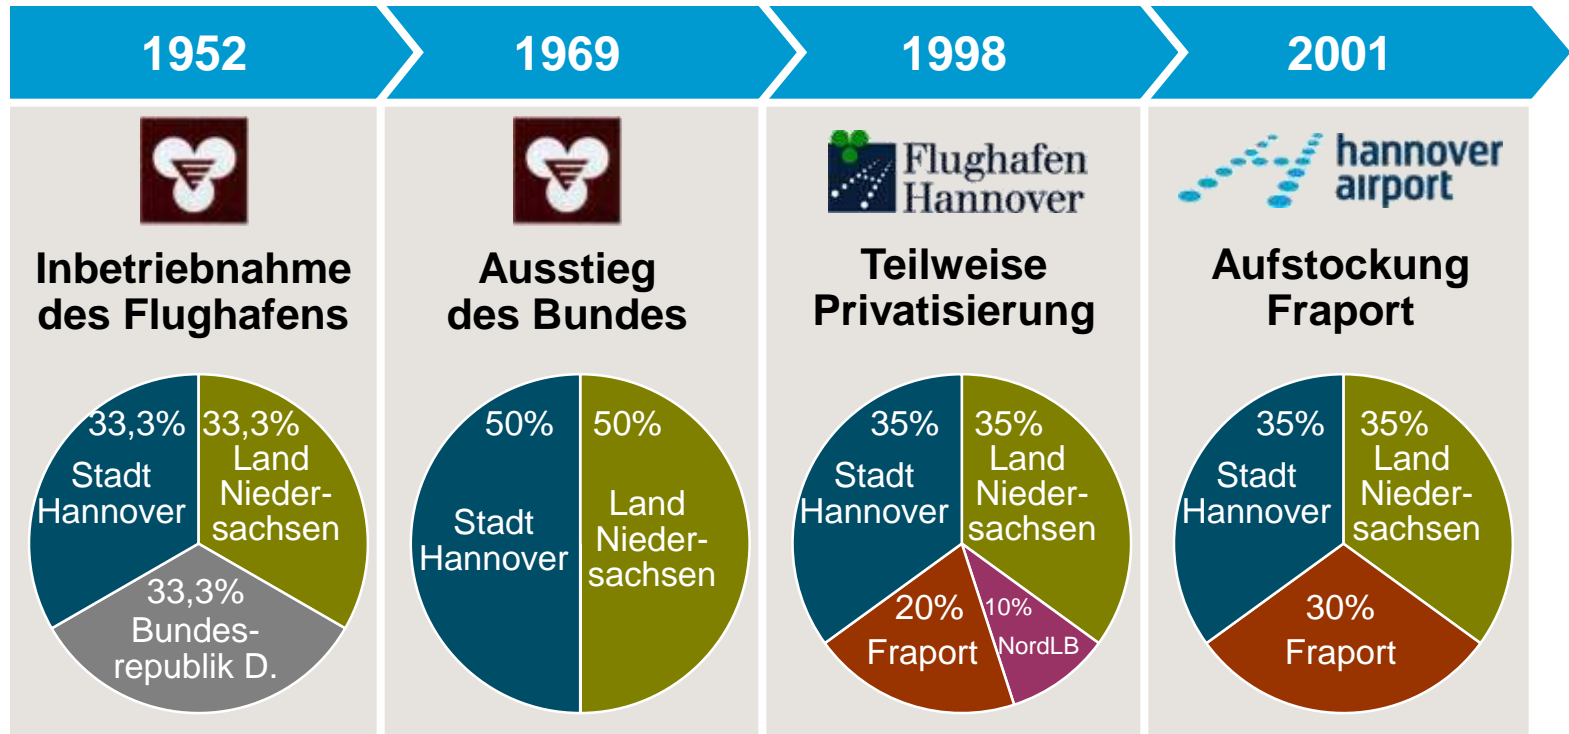 1952
1969
1998
2001
Flughafen
Hannover
hannover
airport
Inbetriebnahme
des Flughafens
Ausstieg
des Bundes
Teilweise
Privatisierung
Aufstockung
Fraport
33,3%
Stadt
Hannover
33,3%
Land
Nieder-
sachsen
33,3%
Bundes-
republik D.
50%
Stadt
Hannover
50%
Land
Nieder-
sachsen
35%
Stadt
Hannover
35%
Land
Nieder-
sachsen
20%
Fraport
10%
NordLB
35%
Stadt
Hannover
35%
Land
Nieder-
sachsen
30%
Fraport